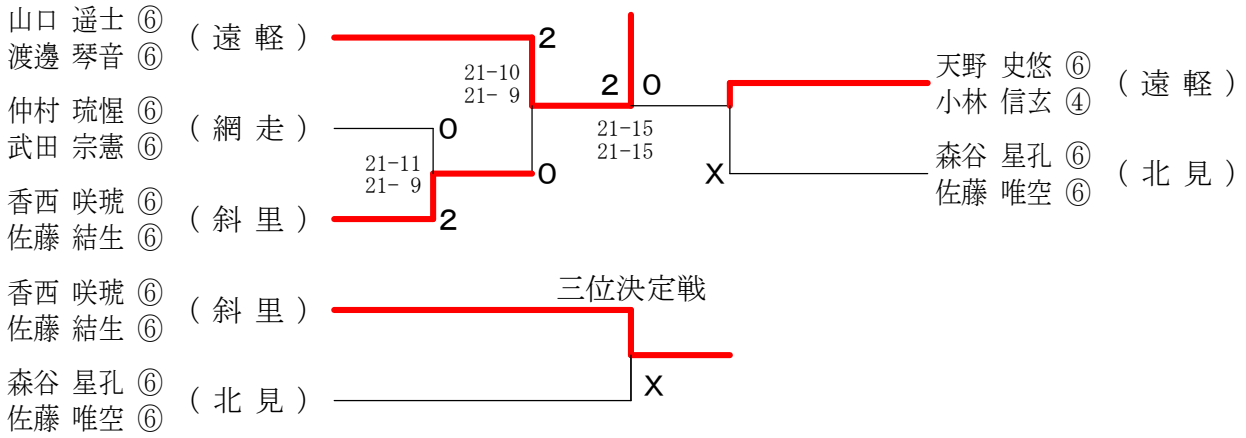 山口 遥士 ⑥
渡邊 琴音 ⑥
( 遠 軽 )
2
21-10
21- 9
2 0
21-15
21-15
天野 史悠 ⑥
小林 信玄 ④
( 遠 軽 )
仲村 琉惺 ⑥
武田 宗憲 ⑥
( 網 走 )
0
21-11
21- 9
0
X
森谷 星孔 ⑥
佐藤 唯空 ⑥
( 北 見 )
香西 咲琥 ⑥
佐藤 結生 ⑥
( 斜 里 )
2
三位決定戦
香西 咲琥 ⑥
佐藤 結生 ⑥
( 斜 里 )
X
森谷 星孔 ⑥
佐藤 唯空 ⑥
( 北 見 )